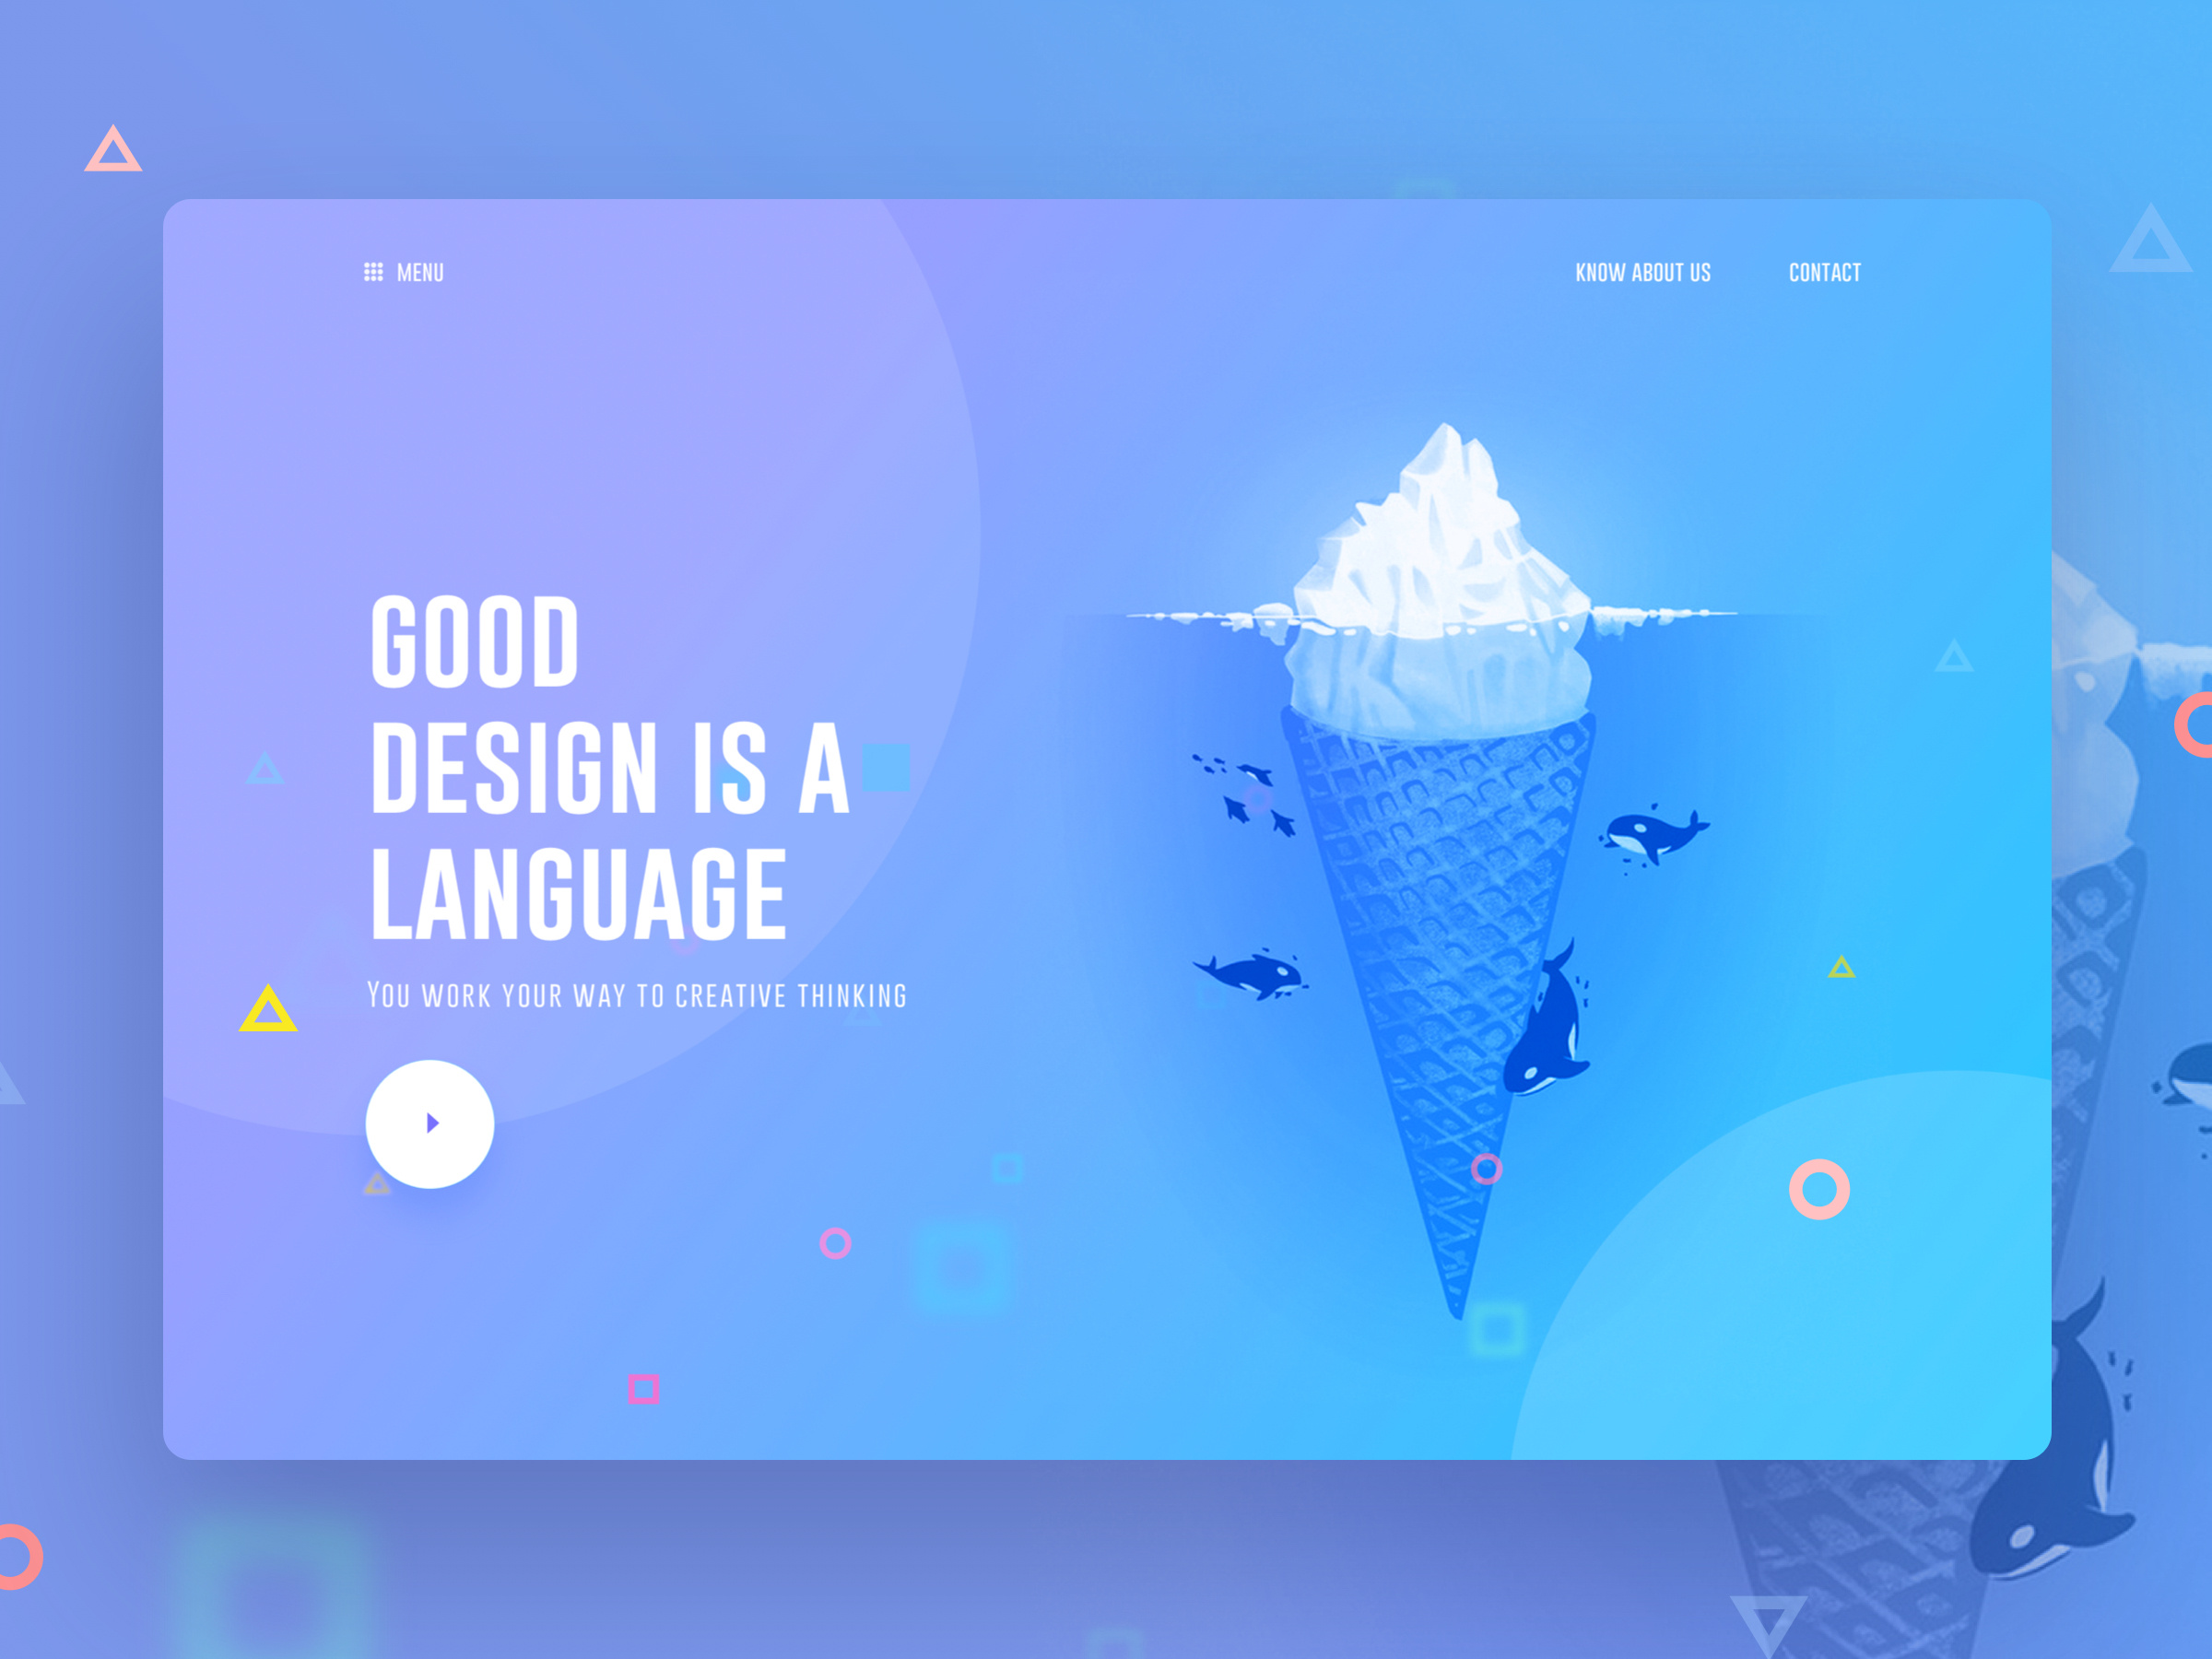 MENU
KNOW ABOUT US
CONTACT
GOOD
DESIGN IS A
LANGUAGE
YOU WORK YOUR WAY TO CREATIVE THINKING